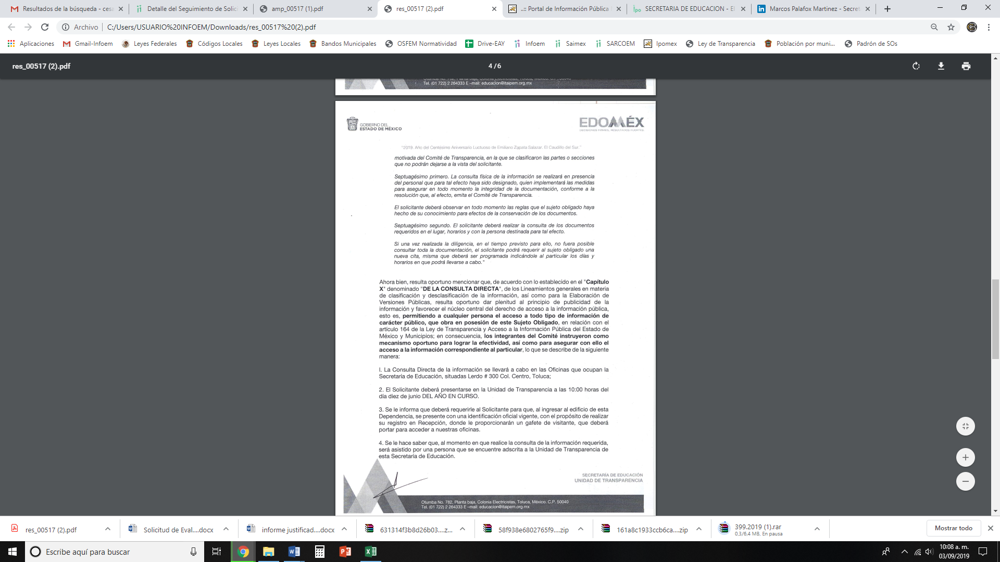 Resultados de la búsqueda - cesa
Detalle del Seguimiento de Solici
amp_00517 (1).pdf
res_00517 (2).pdf
..:: Portal de Información Pública
SECRETARIA DE EDUCACION - El
Marcos Palafox Martinez - Secret
Archivo
C:/Users/USUARIO%20INFOEM/Downloads/res_00517%20(2).pdf
Aplicaciones
Gmail-Infoem
Leyes Federales
Códigos Locales
Leyes Locales
Bandos Municipales
OSFEM Normatividad
Drive-EAY
Infoem
Saimex
SARCOEM
Ipomex
Ley de Transparencia
Población por muni...
Padrón de SOs
res_00517 (2).pdf
4 / 6
Otumba No. 782, Planta baja, Colonia Electricistas, Toluca, México. C.P. 50040
Tel. (01 722) 2 264333 E –mail: educacion@itaipem.org.mx
GOBIERNO DEL
ESTADO DE MÉXICO
EDOMÉX
DECISIONES FIRMES, RESULTADOS FUERTES.
"2019. Año del Centésimo Aniversario Luctuoso de Emiliano Zapata Salazar. El Caudillo del Sur."
motivada del Comité de Transparencia, en la que se clasificaron las partes o secciones
que no podrán dejarse a la vista del solicitante.
Septuagésimo primero. La consulta física de la información se realizará en presencia
del personal que para tal efecto haya sido designado, quien implementará las medidas
para asegurar en todo momento la integridad de la documentación, conforme a la
resolución que, al efecto, emita el Comité de Transparencia.
El solicitante deberá observar en todo momento las reglas que el sujeto obligado haya
hecho de su conocimiento para efectos de la conservación de los documentos.
Septuagésimo segundo. El solicitante deberá realizar la consulta de los documentos
requeridos en el lugar, horarios y con la persona destinada para tal efecto.
Si una vez realizada la diligencia, en el tiempo previsto para ello, no fuera posible
consultar toda la documentación, el solicitante podrá requerir al sujeto obligado una
nueva cita, misma que deberá ser programada indicándole al particular los días y
horarios en que podrá llevarse a cabo."
Ahora bien, resulta oportuno mencionar que, de acuerdo con lo establecido en el "Capítulo
X" denominado "DE LA CONSULTA DIRECTA", de los Lineamientos generales en materia
de clasificación y desclasificación de la información, así como para la Elaboración de
Versiones Públicas, resulta oportuno dar plenitud al principio de publicidad de la
información y favorecer el núcleo central del derecho de acceso a la información pública,
esto es, permitiendo a cualquier persona el acceso a todo tipo de información de
carácter público, que obra en posesión de este Sujeto Obligado, en relación con el
artículo 164 de la Ley de Transparencia y Acceso a la Información Pública del Estado de
México y Municipios; en consecuencia, los integrantes del Comité instruyeron como
mecanismo oportuno para lograr la efectividad, así como para asegurar con ello el
acceso a la información correspondiente al particular, lo que se describe de la siguiente
manera:
I. La Consulta Directa de la información se llevará a cabo en las Oficinas que ocupan la
Secretaría de Educación, situadas Lerdo # 300 Col. Centro, Toluca;
2. El Solicitante deberá presentarse en la Unidad de Transparencia a las 10:00 horas del
día diez de junio DEL AÑO EN CURSO.
3. Se le informa que deberá requerirle al Solicitante para que, al ingresar al edificio de esta
Dependencia, se presente con una identificación oficial vigente, con el propósito de realizar
su registro en Recepción, donde le proporcionarán un gafete de visitante, que deberá
portar para acceder a nuestras oficinas.
4. Se le hace saber que, al momento en que realice la consulta de la información requerida,
será asistido por una persona que se encuentre adscrita a la Unidad de Transparencia de
esta Secretaría de Educación.
SECRETARÍA DE EDUCACIÓN
UNIDAD DE TRANSPARENCIA
Otumba No. 782, Planta baja, Colonia Electricistas, Toluca, México. C.P. 50040
Tel. (01 722) 2 264333 E –mail: educacion@itaipem.org.mx
res_00517 (2).pdf
Solicitud de Eval....docx
informe justificad....docx
631314f3b8d26b03....z...
58f938e6802765f9....zip
161a8c1933ccb6ca....zip
399.2019 (1).rar
0,3/6,4 MB, En pausa
Mostrar todo
Escribe aquí para buscar
10:08 a. m.
03/09/2019